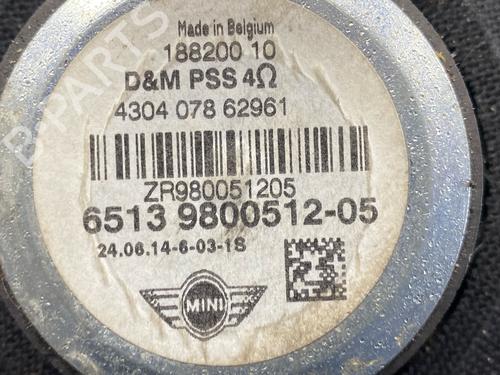 Made in Belgium
188200 10
D&M PSS 4Ω
4304 078 62961
ZR980051205
6513 9800512-05
24.06.14-6-03-1S
MINI
B-PARTS